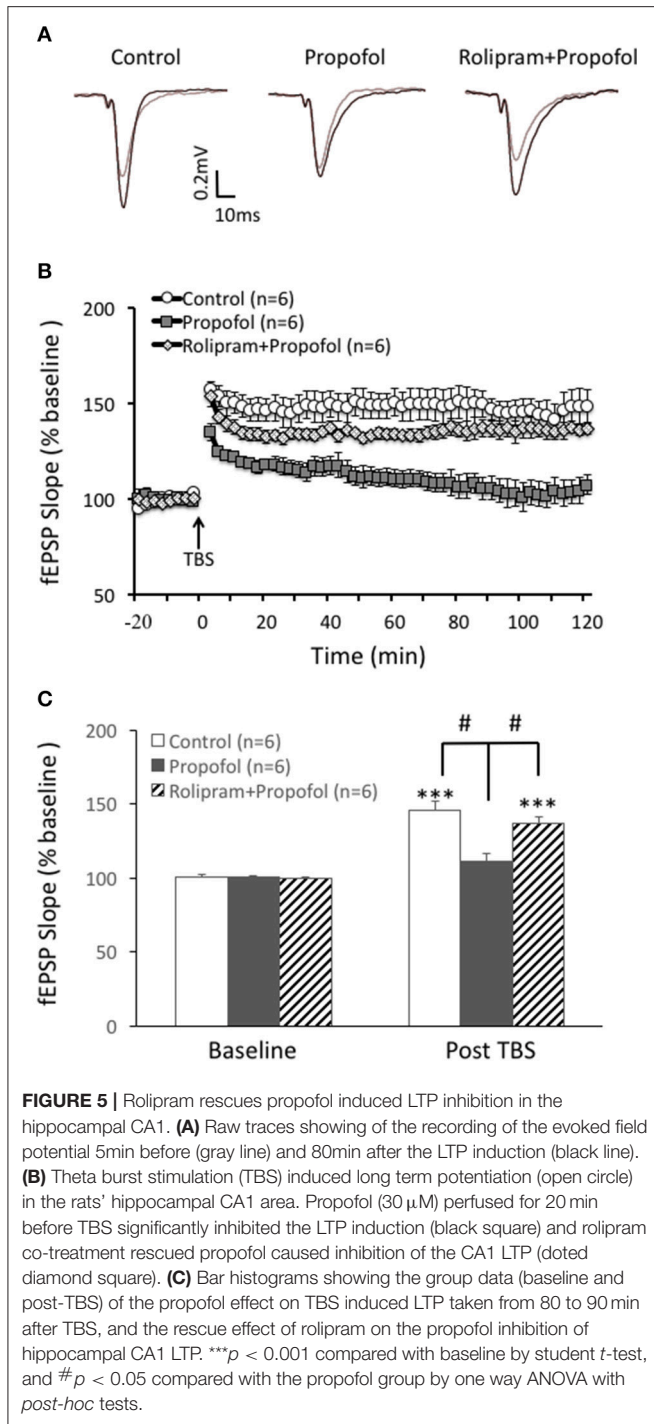 A
Control Propofol Rolipram+Propofol
0.2mV
10ms
B
Control (n=6)
Propofol (n=6)
Rolipram+Propofol (n=6)
fEPSP Slope (% baseline )
200
150
100
50
TBS
-20 0 20 40 60 80 100 120
Time (min)
C
# #
Control (n=6)
Propofol (n=6)
Rolipram+Propofol (n=6)
*** ***
fEPSP Slope (% baseline )
200
150
100
50
0
Baseline Post TBS
FIGURE 5 | Rolipram rescues propofol induced LTP inhibition in the
hippocampal CA1. (A) Raw traces showing of the recording of the evoked field
potential 5min before (gray line) and 80min after the LTP induction (black line).
(B) Theta burst stimulation (TBS) induced long term potentiation (open circle)
in the rats' hippocampal CA1 area. Propofol (30 μM) perfused for 20 min
before TBS significantly inhibited the LTP induction (black square) and rolipram
co-treatment rescued propofol caused inhibition of the CA1 LTP (doted
diamond square). (C) Bar histograms showing the group data (baseline and
post-TBS) of the propofol effect on TBS induced LTP taken from 80 to 90 min
after TBS, and the rescue effect of rolipram on the propofol inhibition of
hippocampal CA1 LTP. ***p < 0.001 compared with baseline by student t-test,
and #p < 0.05 compared with the propofol group by one way ANOVA with
post-hoc tests.